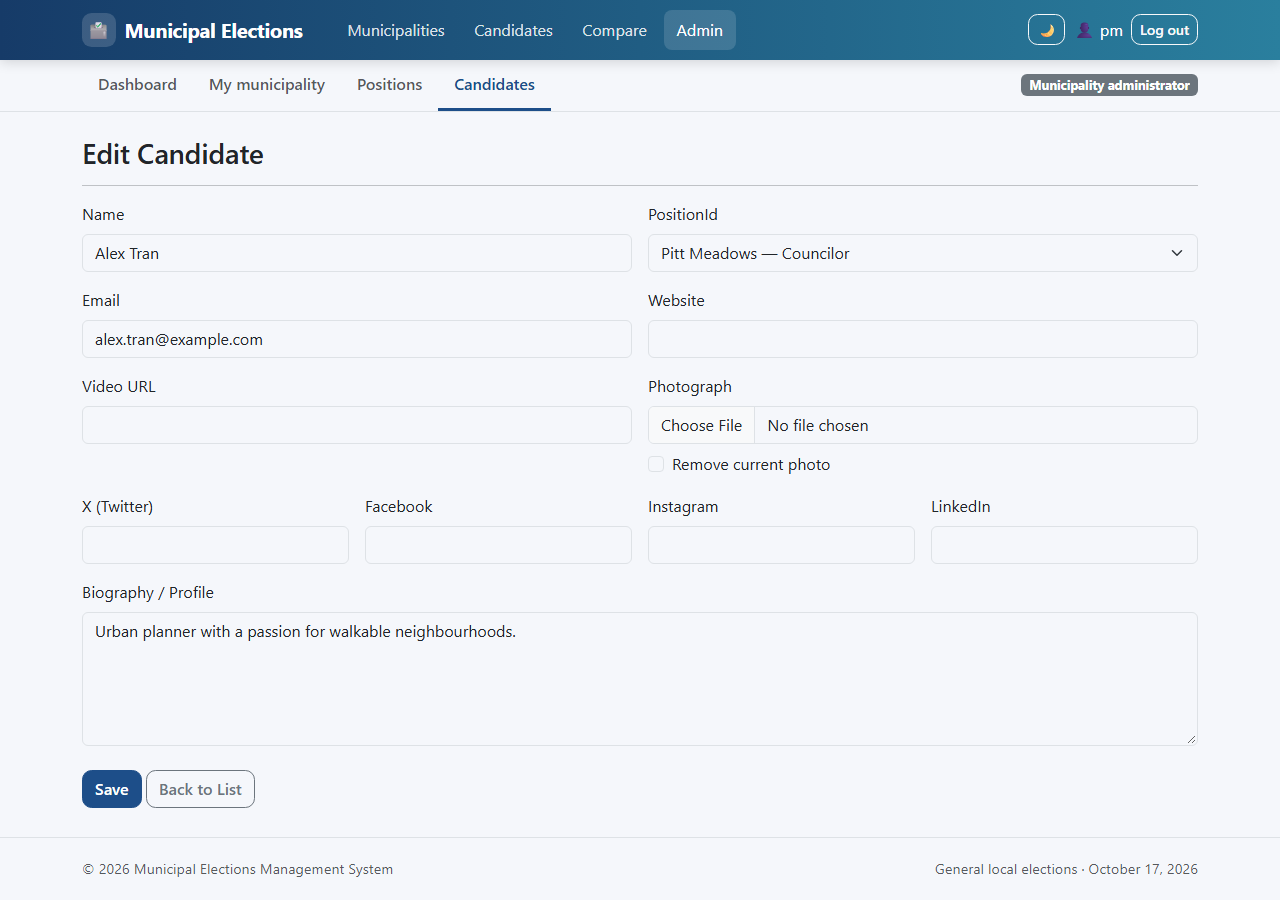 Municipal Elections Municipalities Candidates Compare Admin pm Log out
Dashboard My municipality Positions Candidates Municipality administrator
Edit Candidate
Name PositionId
Alex Tran Pitt Meadows — Councilor
Email Website
alex.tran@example.com
Video URL Photograph
Choose File No file chosen
Remove current photo
X (Twitter) Facebook Instagram LinkedIn
Biography / Profile
Urban planner with a passion for walkable neighbourhoods.
Save Back to List
© 2026 Municipal Elections Management System General local elections · October 17, 2026